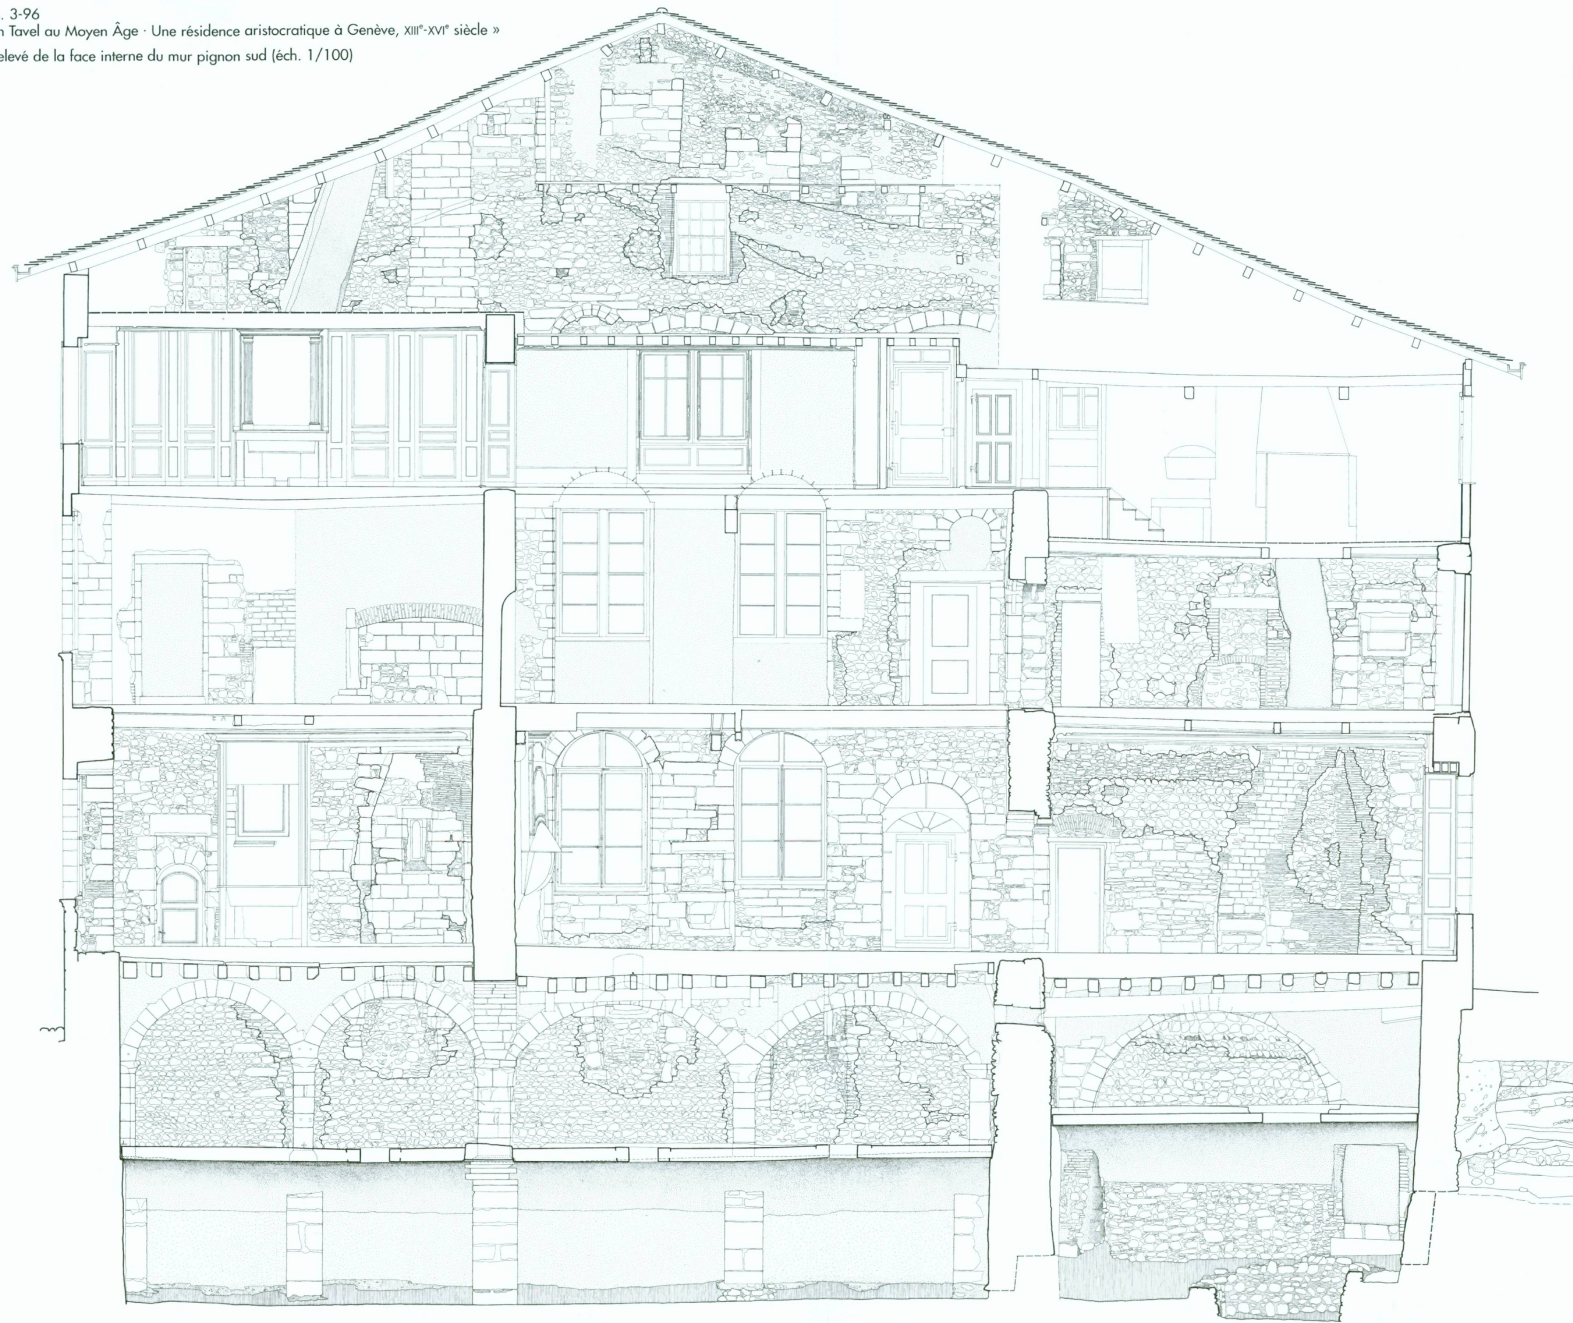 . 3-96
n Tavel au Moyen Âge · Une résidence aristocratique à Genève, XIIIᵉ-XVIᵉ siècle »
elevé de la face interne du mur pignon sud (éch. 1/100)